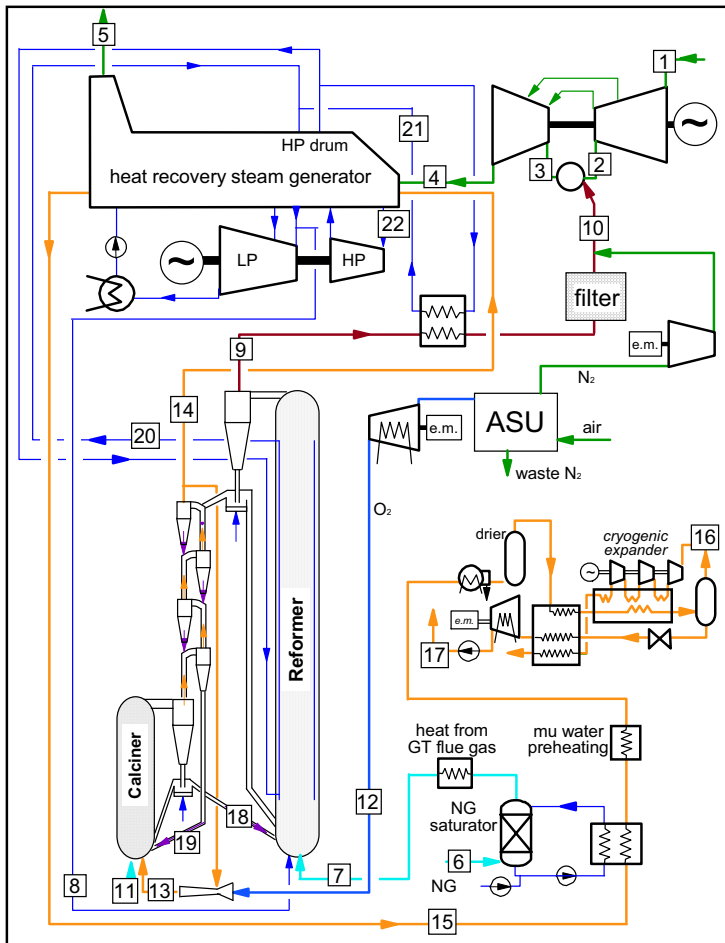 5
1
21
HP drum
heat recovery steam generator
~
3
2
4
22
10
~
LP
HP
filter
e.m.
9
N₂
14
20
e.m.
ASU
air
waste N₂
O₂
drier
cryogenic
expander
16
~
e.m.
17
Reformer
Calciner
heat from
GT flue gas
mu water
preheating
12
NG
saturator
18
19
6
7
8
11
13
NG
15